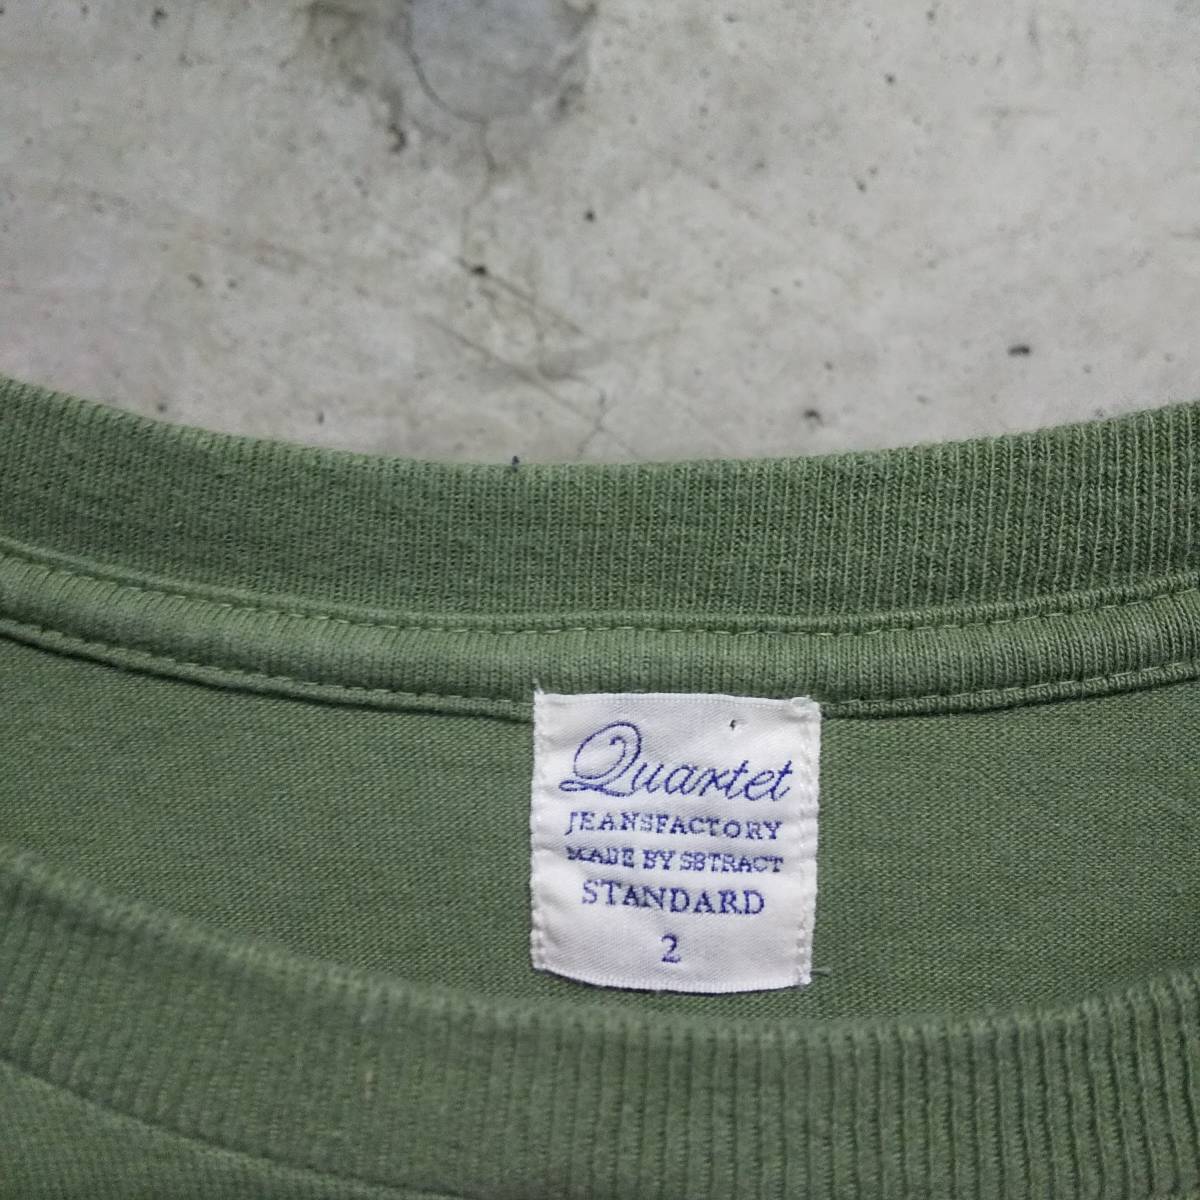 Quartet
JEANSFACTORY
MADE BY SBTRACT
STANDARD
2